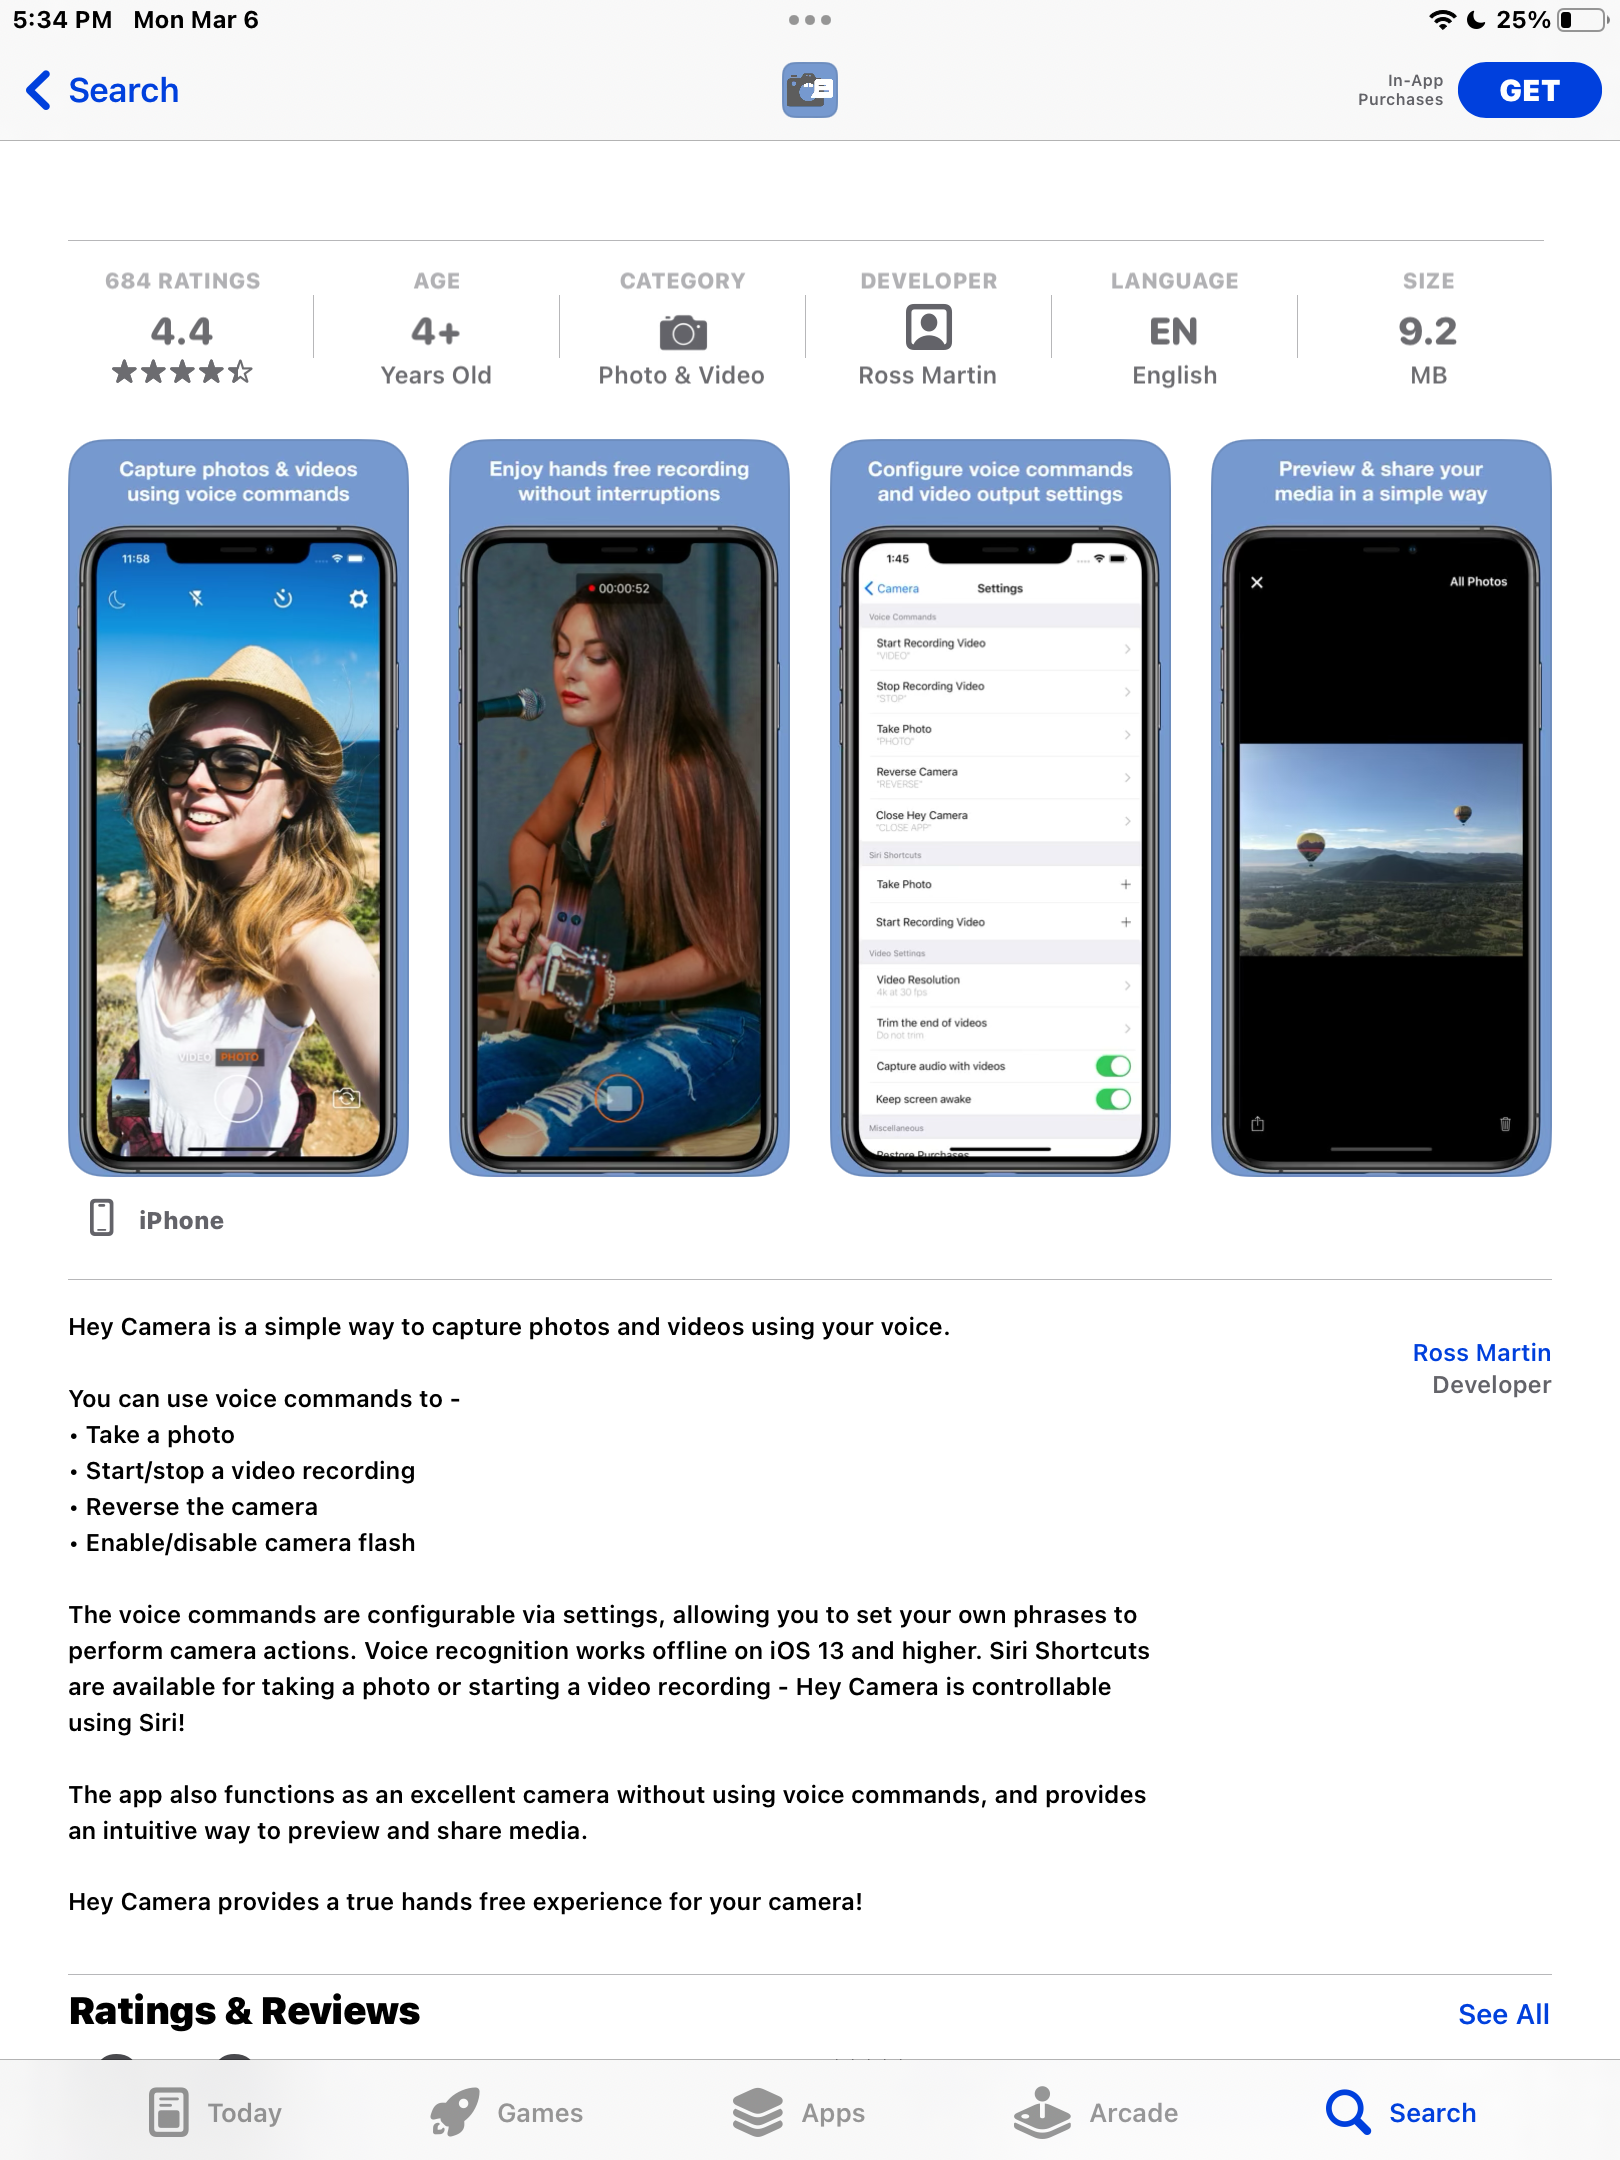 5:34 PM Mon Mar 6
25%
Search
In-App
Purchases
GET
684 RATINGS
4.4
AGE
4+
Years Old
CATEGORY
Photo & Video
DEVELOPER
Ross Martin
LANGUAGE
EN
English
SIZE
9.2
MB
Capture photos & videos
using voice commands
11:58
VIDEO PHOTO
Enjoy hands free recording
without interruptions
00:00:52
Configure voice commands
and video output settings
1:45
Camera
Settings
Voice Commands
Start Recording Video
"VIDEO"
Stop Recording Video
"STOP"
Take Photo
"PHOTO"
Reverse Camera
"REVERSE"
Close Hey Camera
"CLOSE APP"
Siri Shortcuts
Take Photo
Start Recording Video
Video Settings
Video Resolution
4k at 30 fps
Trim the end of videos
Do not trim
Capture audio with videos
Keep screen awake
Miscellaneous
Restore Purchases
Preview & share your
media in a simple way
All Photos
iPhone
Hey Camera is a simple way to capture photos and videos using your voice.
Ross Martin
Developer
You can use voice commands to -
• Take a photo
• Start/stop a video recording
• Reverse the camera
• Enable/disable camera flash
The voice commands are configurable via settings, allowing you to set your own phrases to
perform camera actions. Voice recognition works offline on iOS 13 and higher. Siri Shortcuts
are available for taking a photo or starting a video recording - Hey Camera is controllable
using Siri!
The app also functions as an excellent camera without using voice commands, and provides
an intuitive way to preview and share media.
Hey Camera provides a true hands free experience for your camera!
Ratings & Reviews
See All
Today
Games
Apps
Arcade
Search